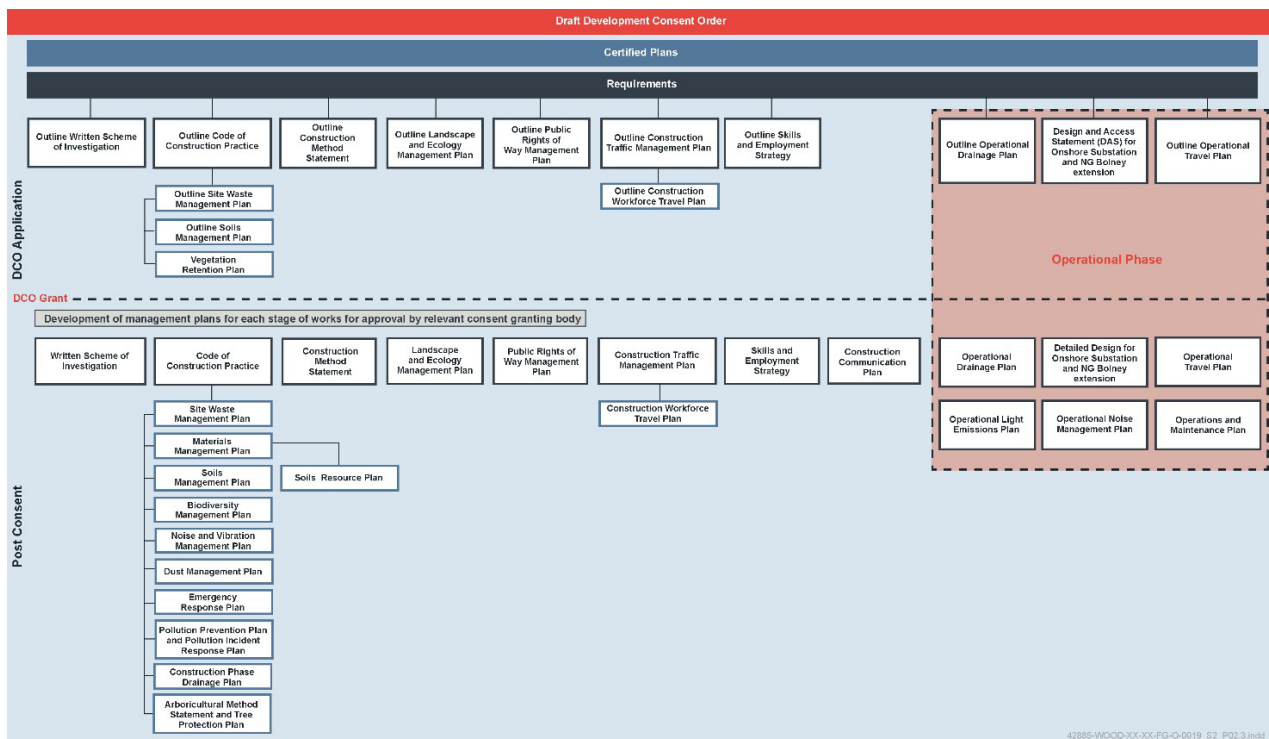 Draft Development Consent Order
Certified Plans
Requirements
Outline Written Scheme
of Investigation
Outline Code of
Construction Practice
Outline
Construction
Method
Statement
Outline Landscape
and Ecology
Management Plan
Outline Public
Rights of
Way Management
Plan
Outline Construction
Traffic Management Plan
Outline Skills
and Employment
Strategy
Outline Operational
Drainage Plan
Design and Access
Statement (DAS) for
Onshore Substation
and NG Bolney
extension
Outline Operational
Travel Plan
Outline Site Waste
Management Plan
Outline Soils
Management Plan
Vegetation
Retention Plan
Outline Construction
Workforce Travel Plan
DCO Application
Operational Phase
DCO Grant
Development of management plans for each stage of works for approval by relevant consent granting body
Written Scheme of
Investigation
Code of
Construction Practice
Construction
Method
Statement
Landscape
and Ecology
Management Plan
Public Rights of
Way Management
Plan
Construction Traffic
Management Plan
Skills and
Employment
Strategy
Construction
Communication
Plan
Operational
Drainage Plan
Detailed Design for
Onshore Substation
and NG Bolney
extension
Operational
Travel Plan
Site Waste
Management Plan
Materials
Management Plan
Soils
Management Plan
Biodiversity
Management Plan
Noise and Vibration
Management Plan
Dust Management Plan
Emergency
Response Plan
Pollution Prevention Plan
and Pollution Incident
Response Plan
Construction Phase
Drainage Plan
Arboricultural Method
Statement and Tree
Protection Plan
Soils Resource Plan
Construction Workforce
Travel Plan
Operational Light
Emissions Plan
Operational Noise
Management Plan
Operations and
Maintenance Plan
Post Consent
42885-WOOD-XX-XX-FG-O-0019_S2_P02.3.indd